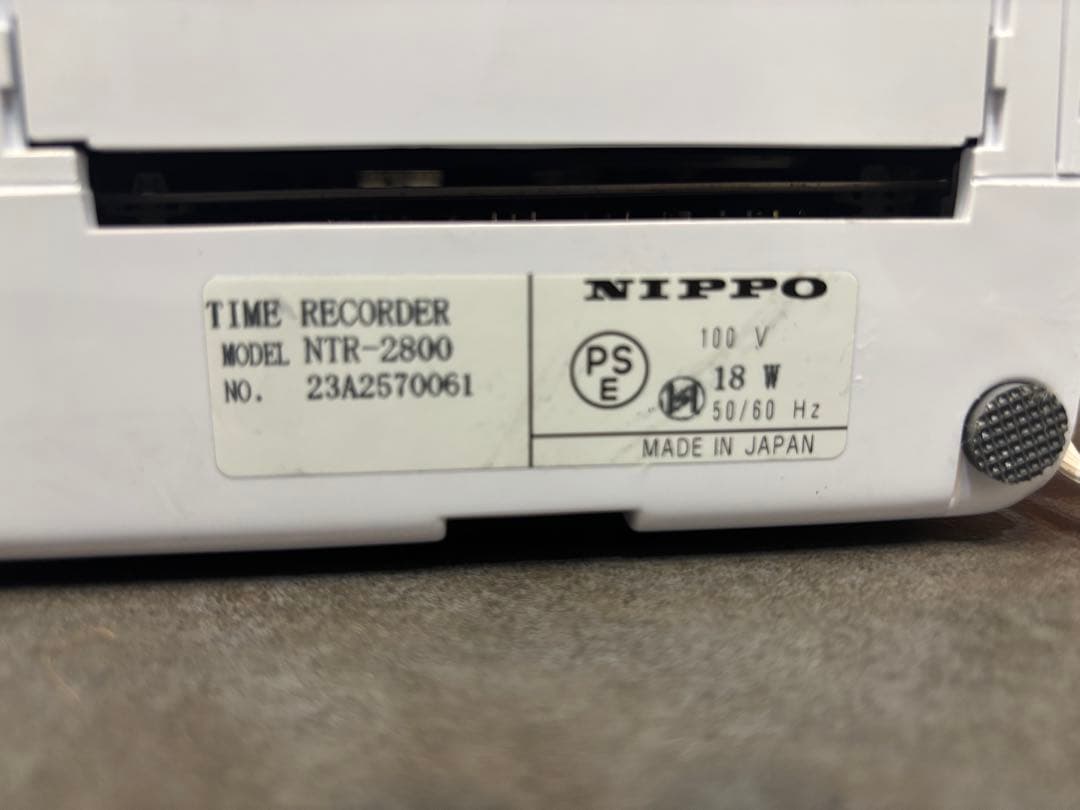 TIME RECORDER
MODEL NTR-2800
NO. 23A2570061
NIPPO
PS
E
100 V
18 W
50/60 Hz
MADE IN JAPAN